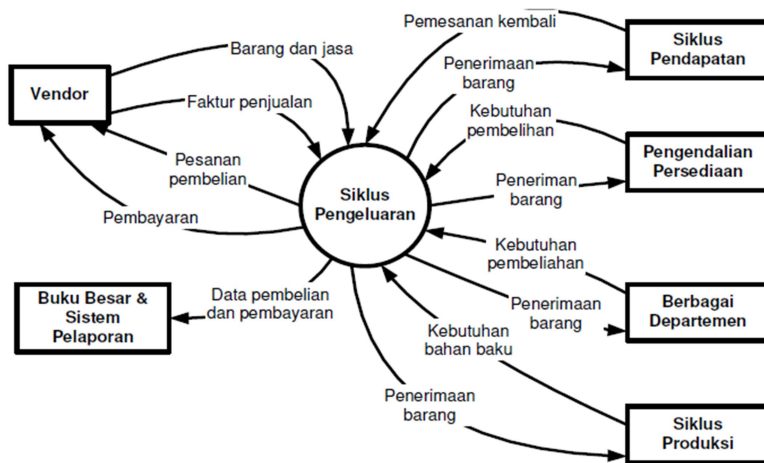 Pemesanan kembali
Siklus
Pendapatan
Barang dan jasa
Penerimaan
barang
Vendor
Faktur penjualan
Kebutuhan
pembelihan
Pengendalian
Persediaan
Pesanan
pembelian
Siklus
Pengeluaran
Peneriman
barang
Pembayaran
Kebutuhan
pembeliahan
Buku Besar &
Sistem
Pelaporan
Data pembelian
dan pembayaran
Penerimaan
barang
Berbagai
Departemen
Kebutuhan
bahan baku
Penerimaan
barang
Siklus
Produksi